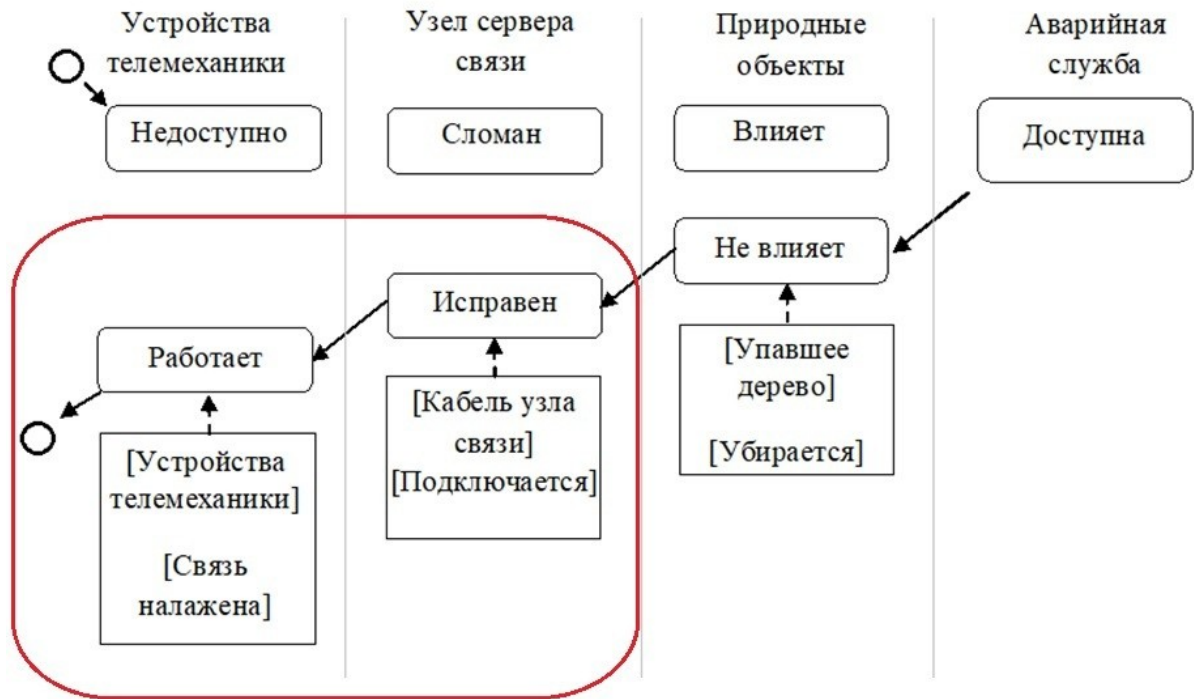 Устройства
телемеханики
Узел сервера
связи
Природные
объекты
Аварийная
служба
Недоступно
Сломан
Влияет
Доступна
Не влияет
Исправен
Работает
[Упавшее
дерево]
[Убирается]
[Кабель узла
связи]
[Подключается]
[Устройства
телемеханики]
[Связь
налажена]